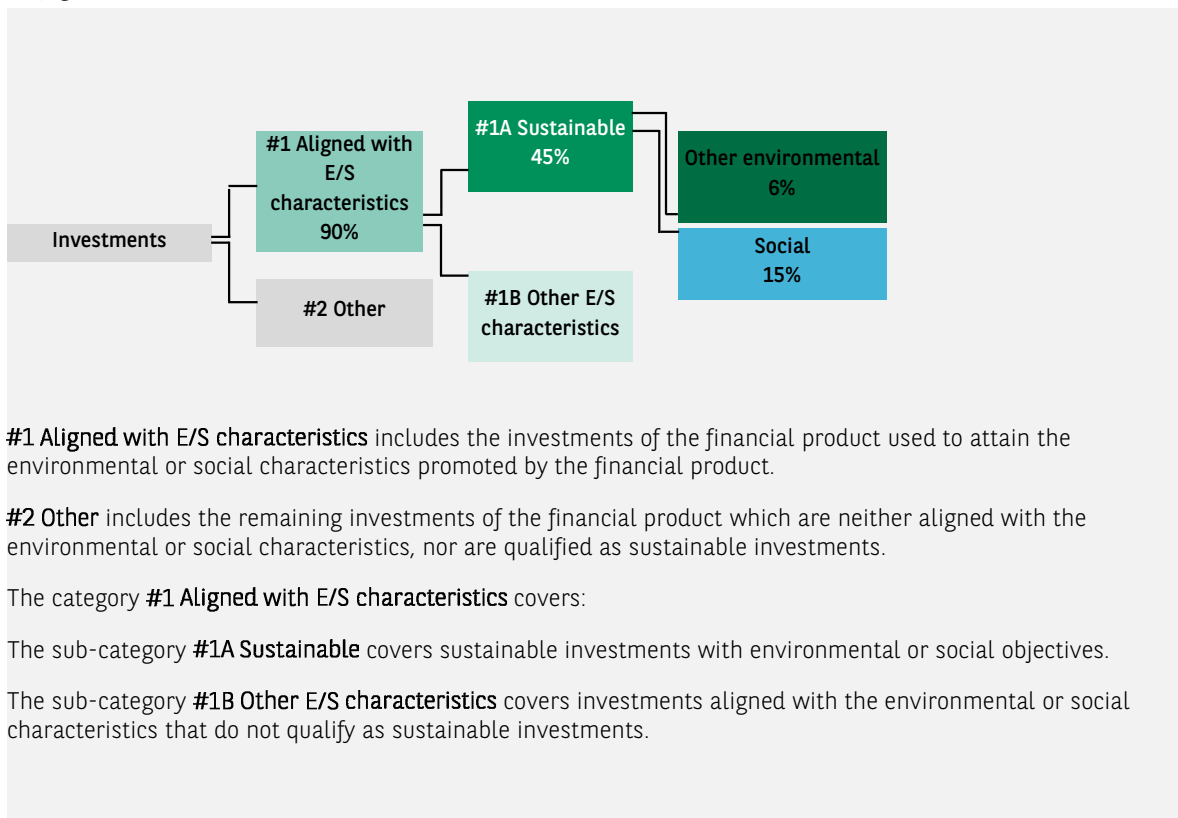 #1A Sustainable
45%
#1 Aligned with
E/S
characteristics
90%
Other environmental
6%
Investments
Social
15%
#2 Other
#1B Other E/S
characteristics
#1 Aligned with E/S characteristics includes the investments of the financial product used to attain the
environmental or social characteristics promoted by the financial product.
#2 Other includes the remaining investments of the financial product which are neither aligned with the
environmental or social characteristics, nor are qualified as sustainable investments.
The category #1 Aligned with E/S characteristics covers:
The sub-category #1A Sustainable covers sustainable investments with environmental or social objectives.
The sub-category #1B Other E/S characteristics covers investments aligned with the environmental or social
characteristics that do not qualify as sustainable investments.